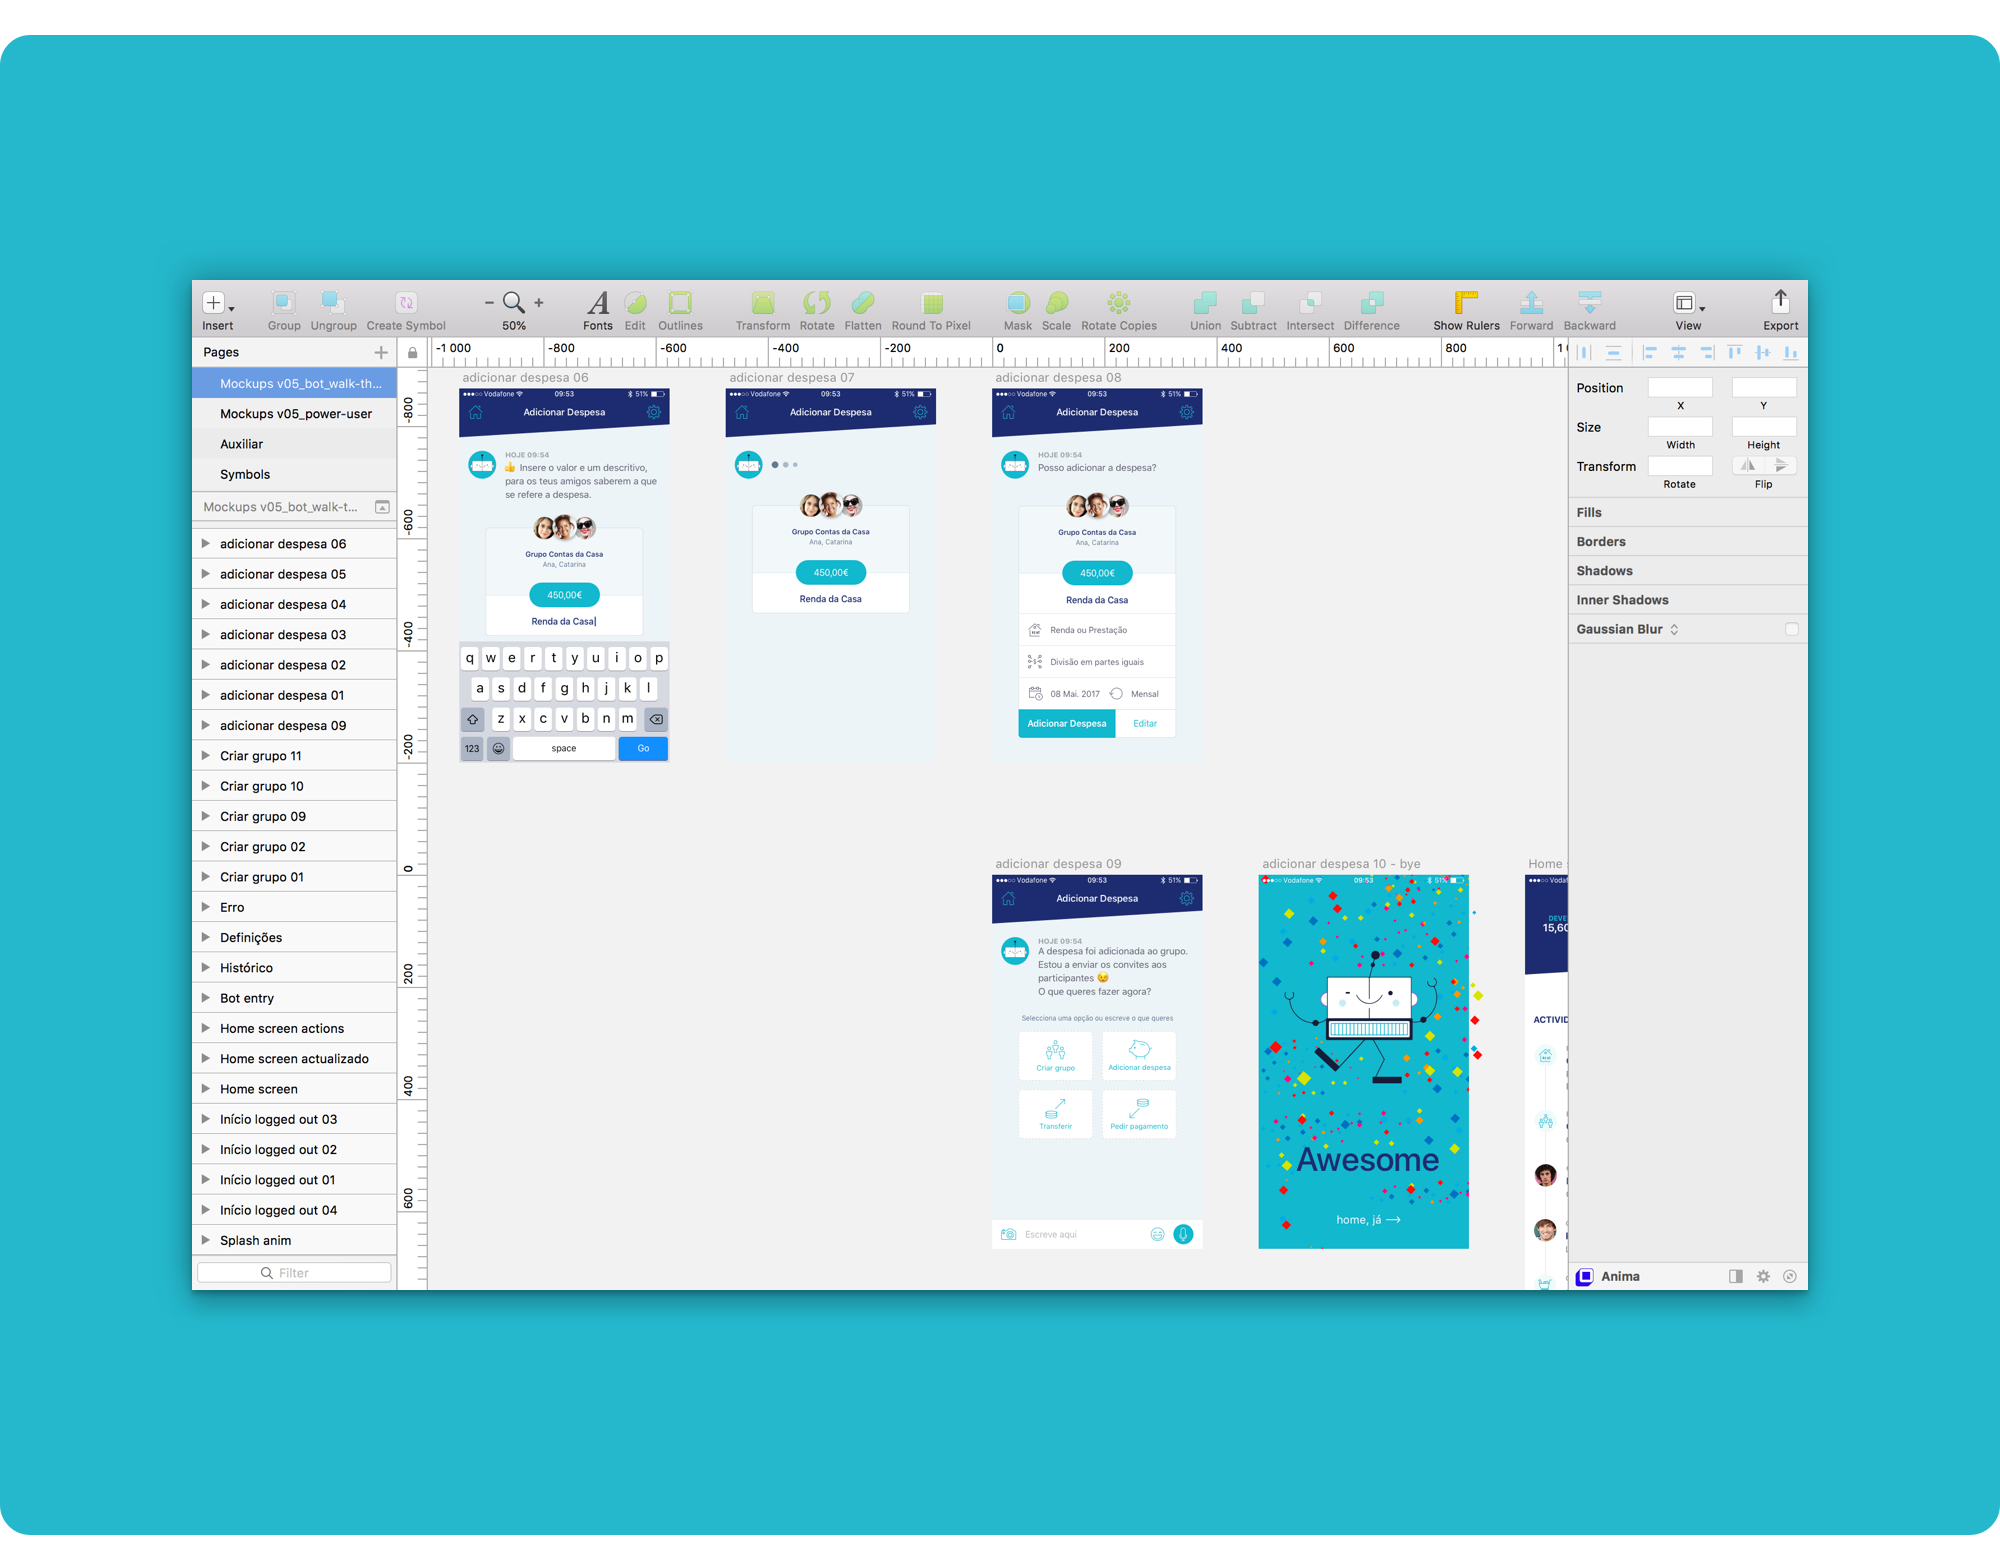 Insert
Group
Ungroup
Create Symbol
50%
Fonts
Edit
Outlines
Transform
Rotate
Flatten
Round To Pixel
Mask
Scale
Rotate Copies
Union
Subtract
Intersect
Difference
Show Rulers
Forward
Backward
View
Export
Pages
Mockups v05_bot_walk-th...
Mockups v05_power-user
Auxiliar
Symbols
Mockups v05_bot_walk-t...
adicionar despesa 06
adicionar despesa 05
adicionar despesa 04
adicionar despesa 03
adicionar despesa 02
adicionar despesa 01
adicionar despesa 09
Criar grupo 11
Criar grupo 10
Criar grupo 09
Criar grupo 02
Criar grupo 01
Erro
Definições
Histórico
Bot entry
Home screen actions
Home screen actualizado
Home screen
Início logged out 03
Início logged out 02
Início logged out 01
Início logged out 04
Splash anim
Filter
-1 000 -800 -600 -400 -200 0 200 400 600 800
-800
-600
-400
-200
0
200
400
600
adicionar despesa 06
Vodafone 09:53 51%
Adicionar Despesa
HOJE 09:54
👍 Insere o valor e um descritivo,
para os teus amigos saberem a que
se refere a despesa.
Grupo Contas da Casa
Ana, Catarina
450,00€
Renda da Casa
q w e r t y u i o p
a s d f g h j k l
z x c v b n m
123 space Go
adicionar despesa 07
Vodafone 09:53 51%
Adicionar Despesa
Grupo Contas da Casa
Ana, Catarina
450,00€
Renda da Casa
adicionar despesa 08
Vodafone 09:53 51%
Adicionar Despesa
HOJE 09:54
Posso adicionar a despesa?
Grupo Contas da Casa
Ana, Catarina
450,00€
Renda da Casa
Renda ou Prestação
Divisão em partes iguais
08 Mai. 2017 Mensal
Adicionar Despesa Editar
adicionar despesa 09
Vodafone 09:53 51%
Adicionar Despesa
HOJE 09:54
A despesa foi adicionada ao grupo.
Estou a enviar os convites aos
participantes 😉
O que queres fazer agora?
Selecciona uma opção ou escreve o que queres
Criar grupo
Adicionar despesa
Transferir
Pedir pagamento
Escreve aqui
adicionar despesa 10 - bye
Vodafone 09:53 51%
Awesome
home, já
Home
DEVE
15,60
ACTIVID
Position
X
Y
Size
Width
Height
Transform
Rotate
Flip
Fills
Borders
Shadows
Inner Shadows
Gaussian Blur
Anima